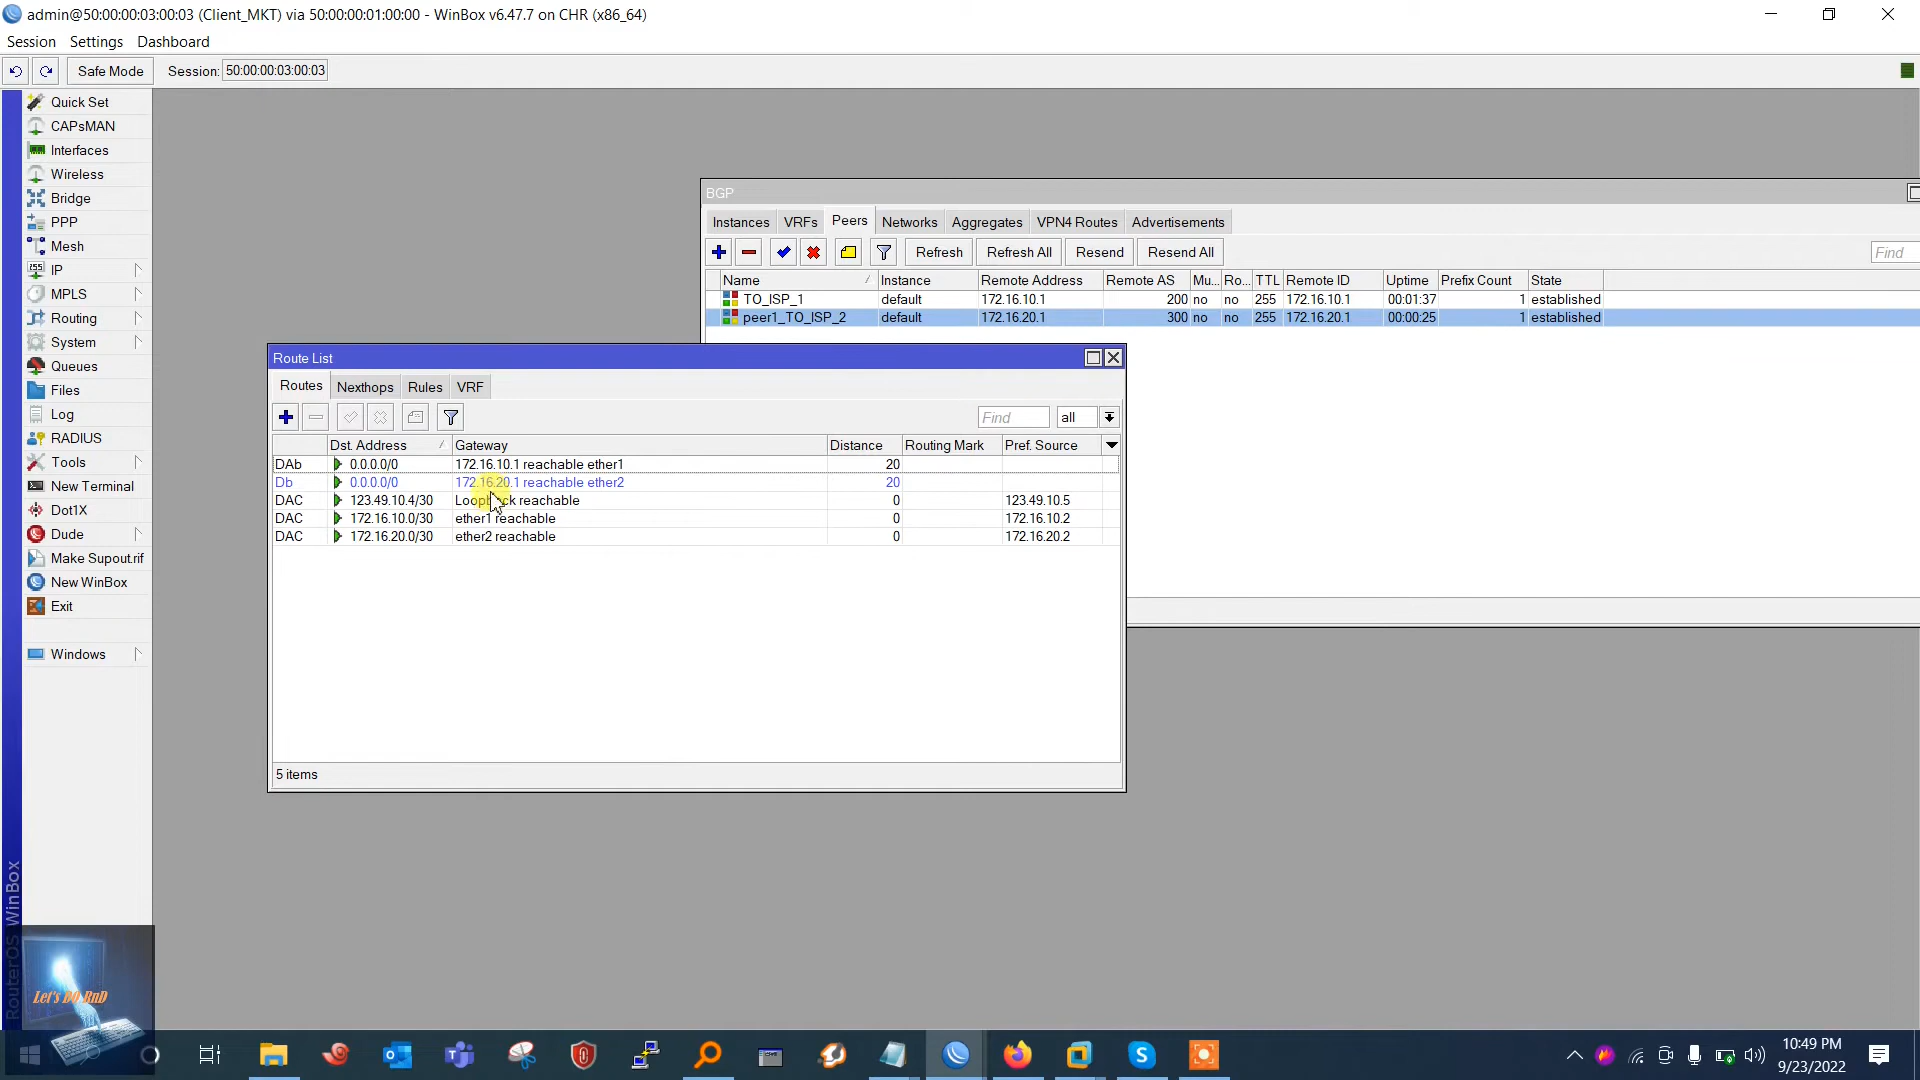 admin@50:00:00:03:00:03 (Client_MKT) via 50:00:00:01:00:00 - WinBox v6.47.7 on CHR (x86_64)
Session Settings Dashboard
Safe Mode Session: 50:00:00:03:00:03
Quick Set
CAPsMAN
Interfaces
Wireless
Bridge
PPP
Mesh
IP
MPLS
Routing
System
Queues
Files
Log
RADIUS
Tools
New Terminal
Dot1X
Dude
Make Supout.rif
New WinBox
Exit
Windows
RouterOS WinBox
BGP
Instances VRFs Peers Networks Aggregates VPN4 Routes Advertisements
Refresh Refresh All Resend Resend All Find
Name Instance Remote Address Remote AS Mu... Ro... TTL Remote ID Uptime Prefix Count State
TO_ISP_1 default 172.16.10.1 200 no no 255 172.16.10.1 00:01:37 1 established
peer1_TO_ISP_2 default 172.16.20.1 300 no no 255 172.16.20.1 00:00:25 1 established
Route List
Routes Nexthops Rules VRF
Find all
Dst. Address Gateway Distance Routing Mark Pref. Source
DAb 0.0.0.0/0 172.16.10.1 reachable ether1 20
Db 0.0.0.0/0 172.16.20.1 reachable ether2 20
DAC 123.49.10.4/30 Loopback reachable 0 123.49.10.5
DAC 172.16.10.0/30 ether1 reachable 0 172.16.10.2
DAC 172.16.20.0/30 ether2 reachable 0 172.16.20.2
5 items
Let's DO RnD
10:49 PM
9/23/2022